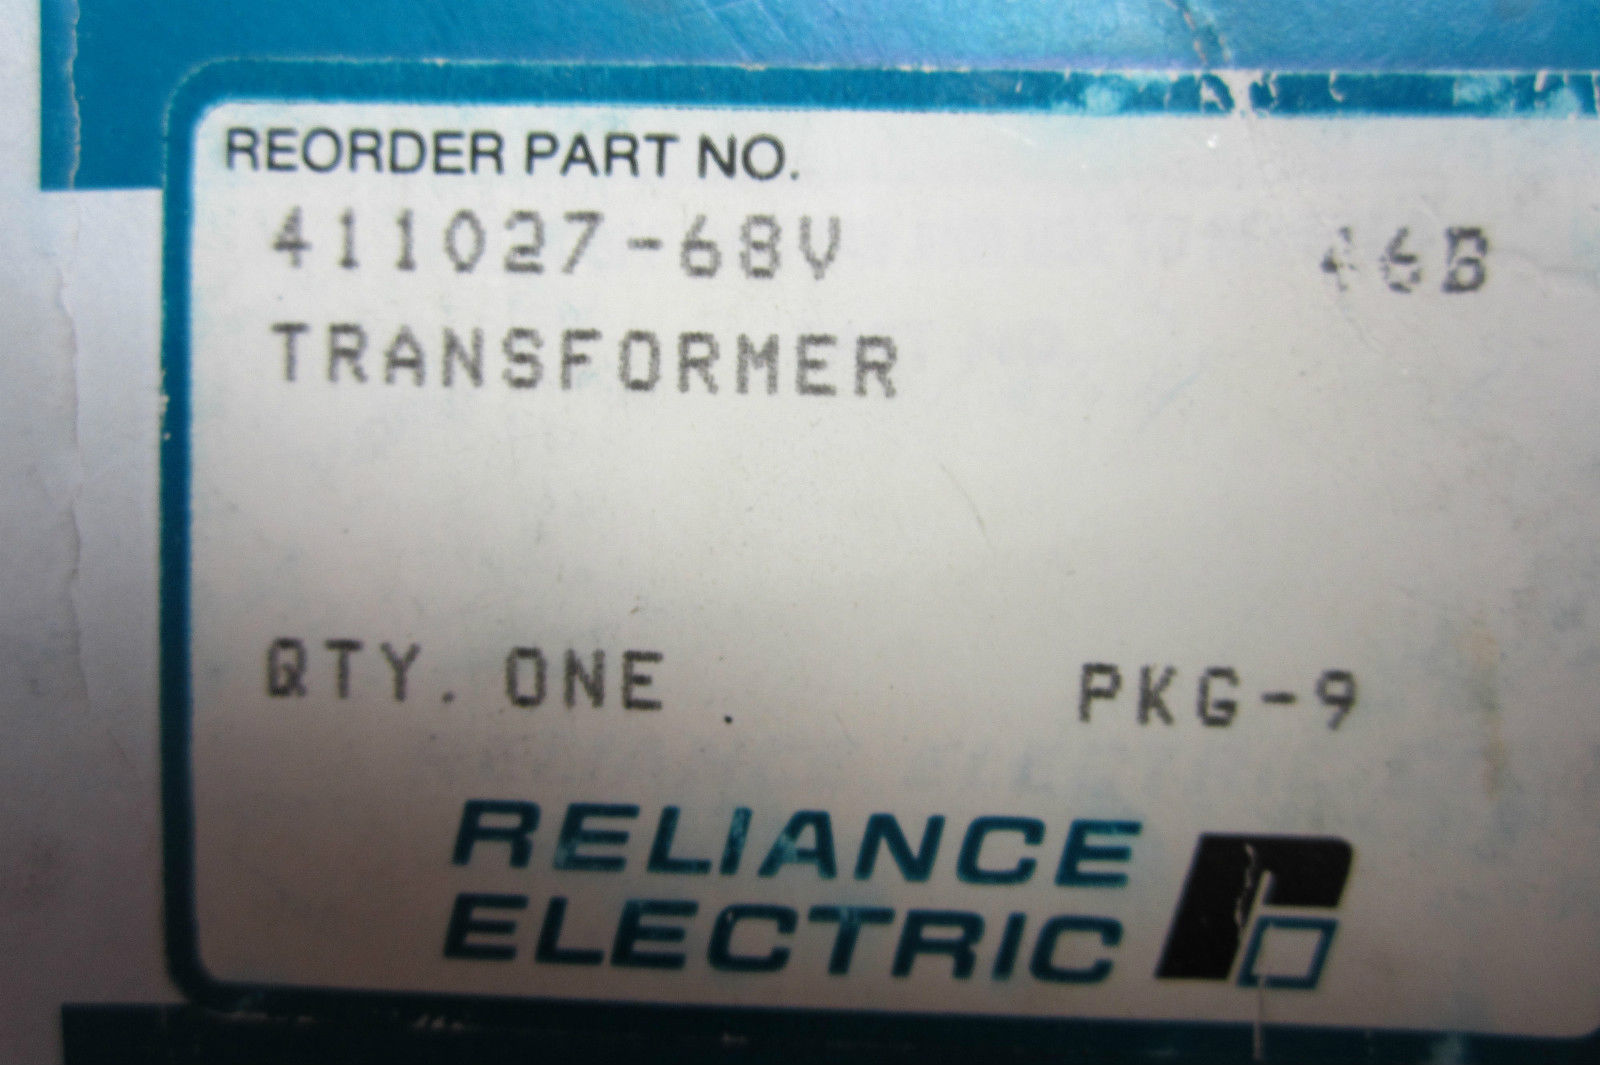 REORDER PART NO.
411027-68V 46B
TRANSFORMER
QTY. ONE PKG-9
RELIANCE
ELECTRIC